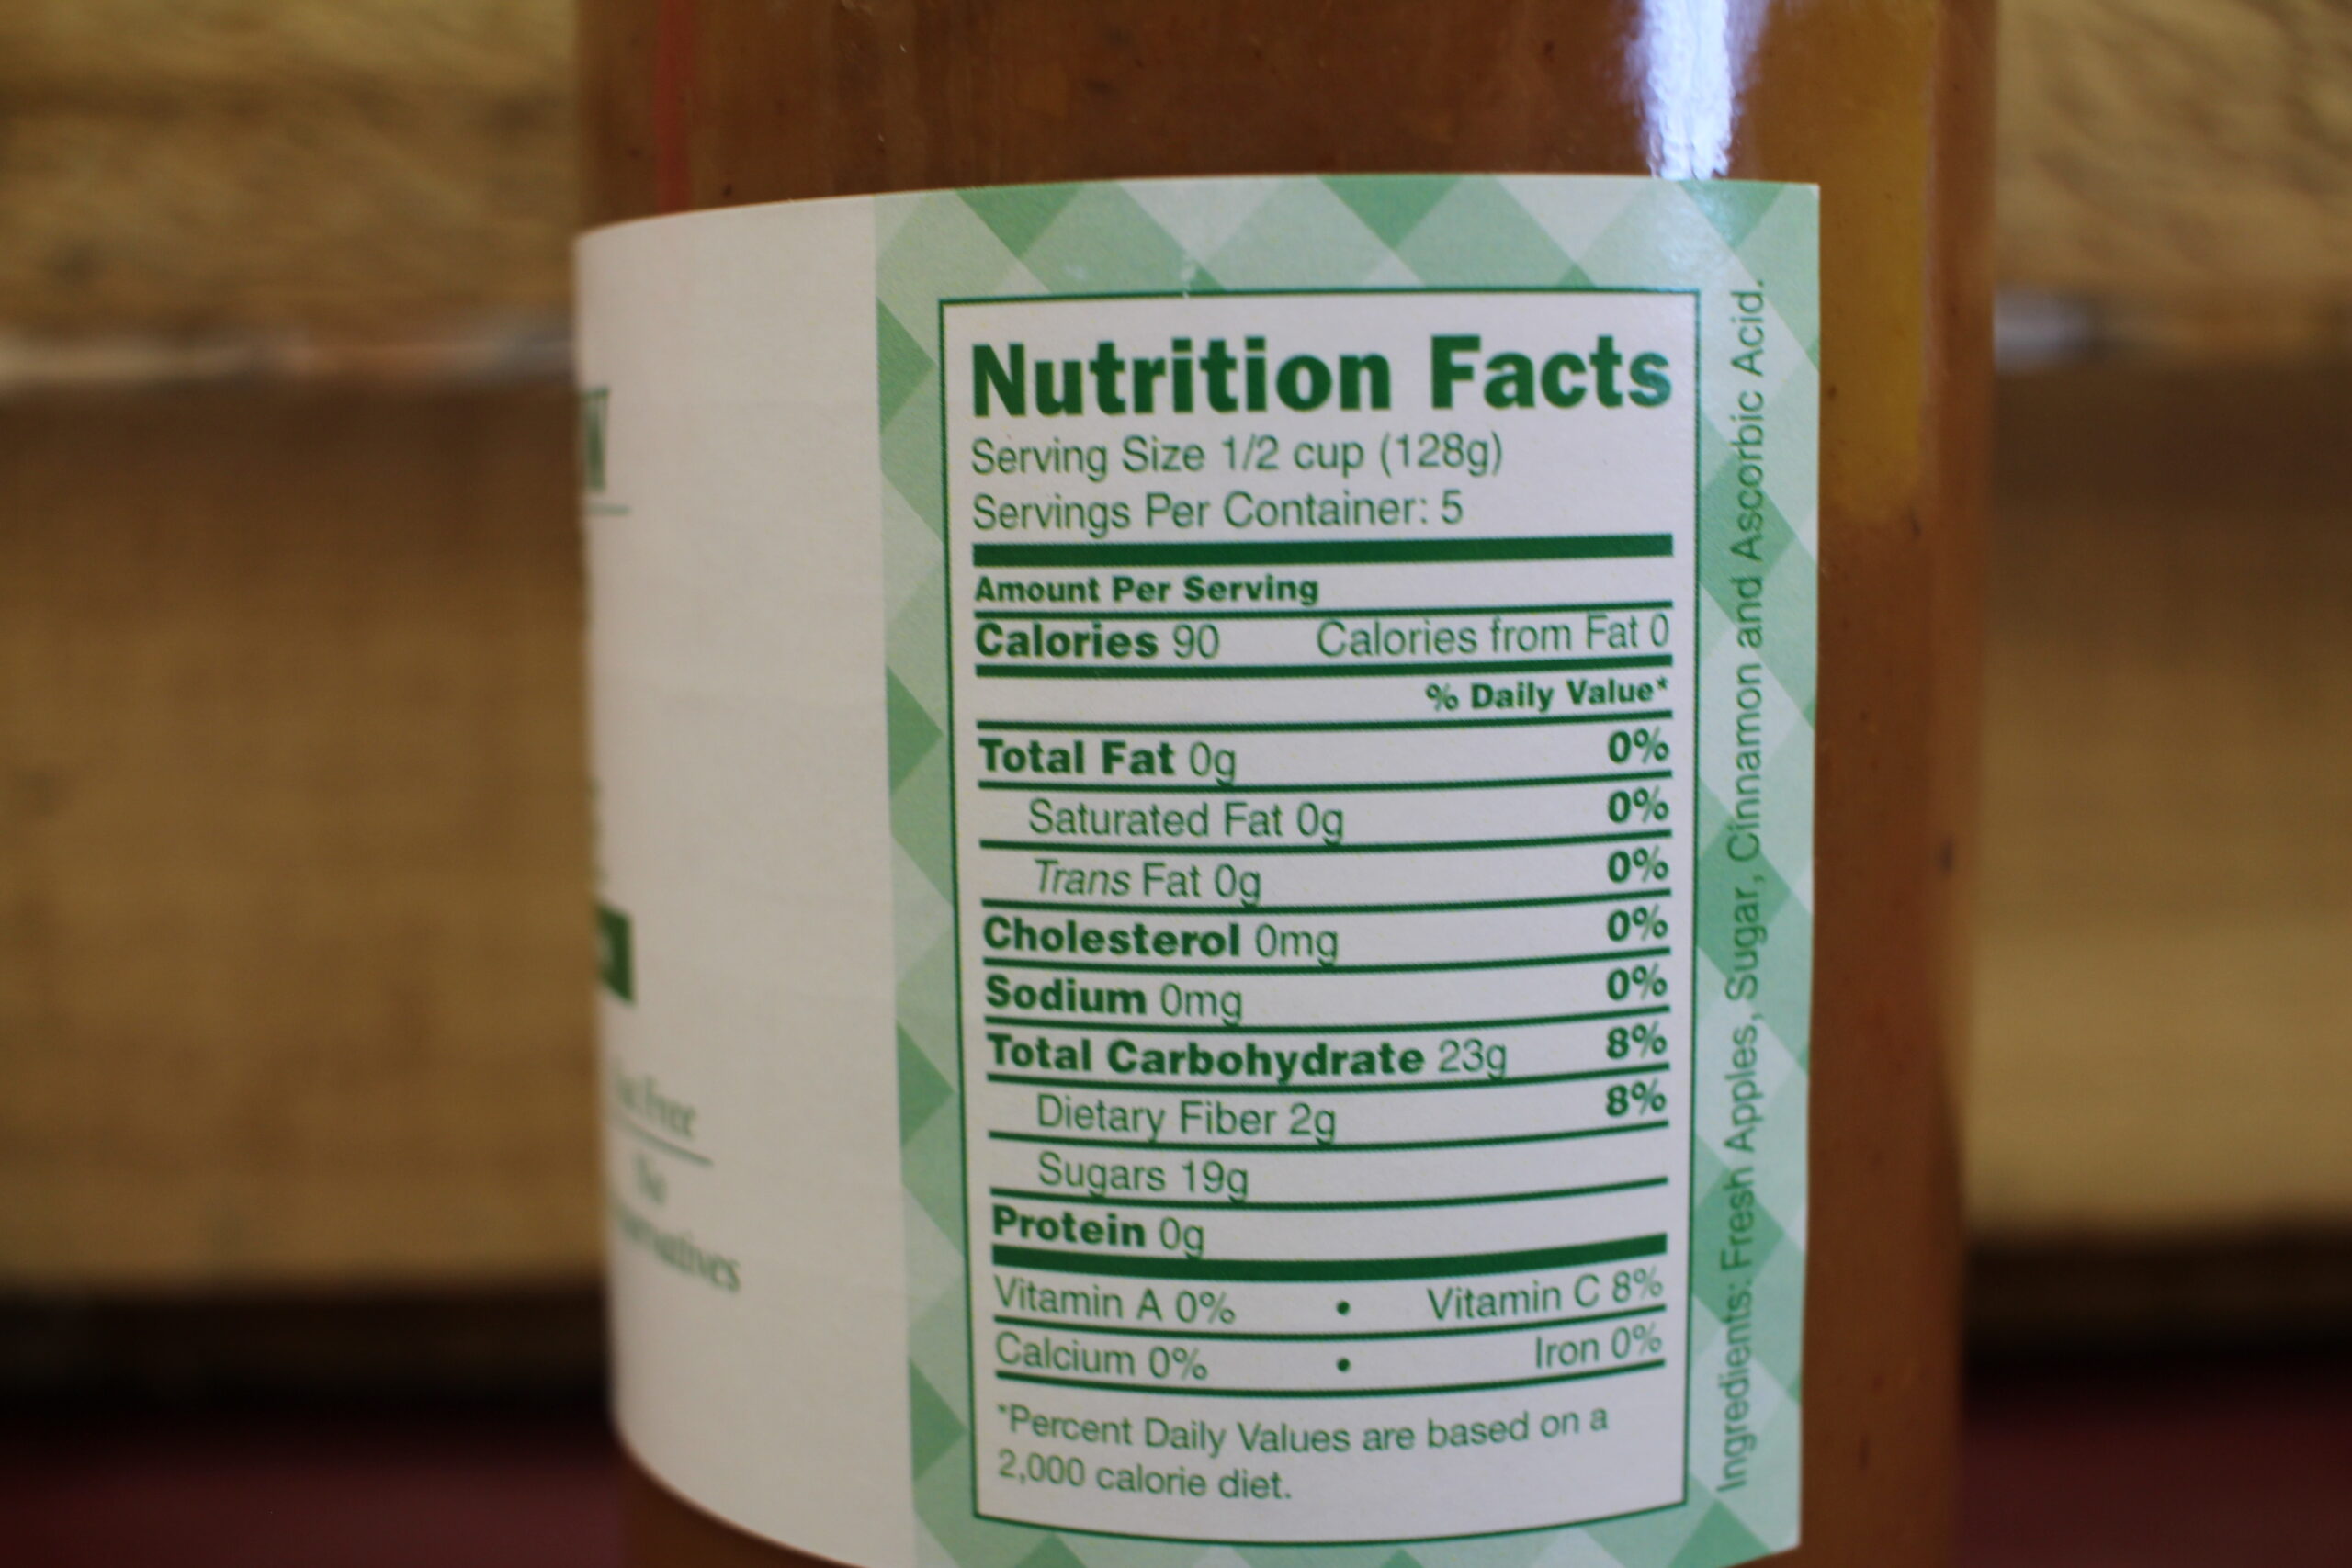 Nutrition Facts
Serving Size 1/2 cup (128g)
Servings Per Container: 5
Amount Per Serving
Calories 90 Calories from Fat 0
% Daily Value*
Total Fat 0g 0%
Saturated Fat 0g 0%
Trans Fat 0g 0%
Cholesterol 0mg 0%
Sodium 0mg 0%
Total Carbohydrate 23g 8%
Dietary Fiber 2g 8%
Sugars 19g
Protein 0g
Vitamin A 0% • Vitamin C 8%
Calcium 0% • Iron 0%
*Percent Daily Values are based on a
2,000 calorie diet.
Ingredients: Fresh Apples, Sugar, Cinnamon and Ascorbic Acid.
Free